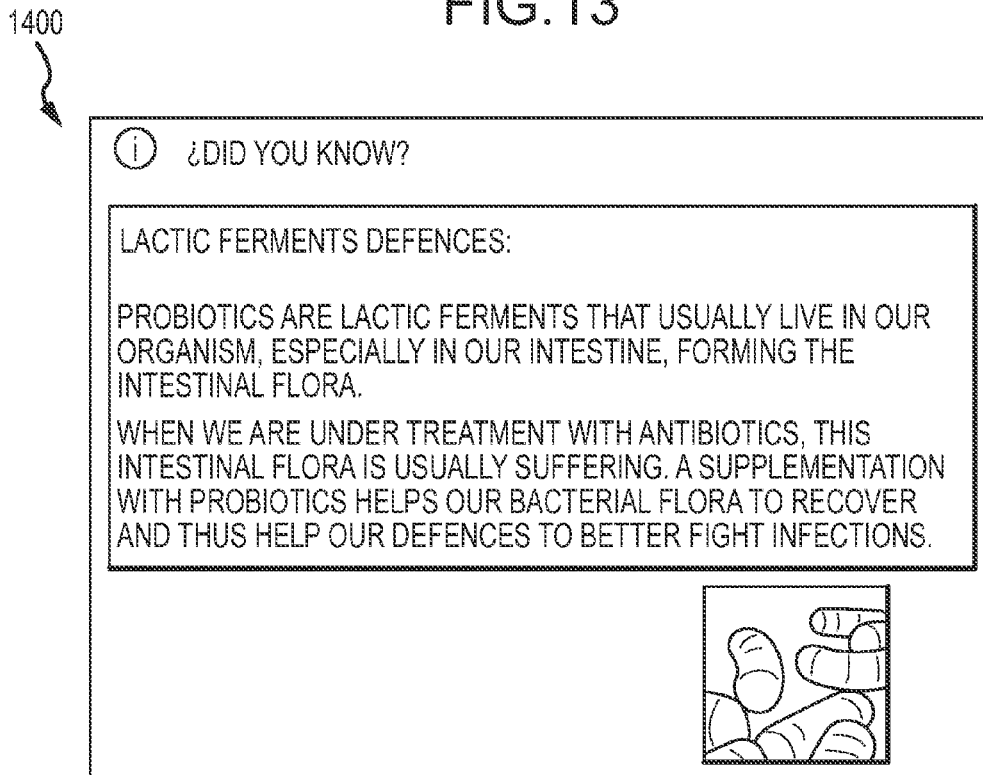 FIG. 13
1400
¿DID YOU KNOW?
LACTIC FERMENTS DEFENCES:
PROBIOTICS ARE LACTIC FERMENTS THAT USUALLY LIVE IN OUR
ORGANISM, ESPECIALLY IN OUR INTESTINE, FORMING THE
INTESTINAL FLORA.
WHEN WE ARE UNDER TREATMENT WITH ANTIBIOTICS, THIS
INTESTINAL FLORA IS USUALLY SUFFERING. A SUPPLEMENTATION
WITH PROBIOTICS HELPS OUR BACTERIAL FLORA TO RECOVER
AND THUS HELP OUR DEFENCES TO BETTER FIGHT INFECTIONS.